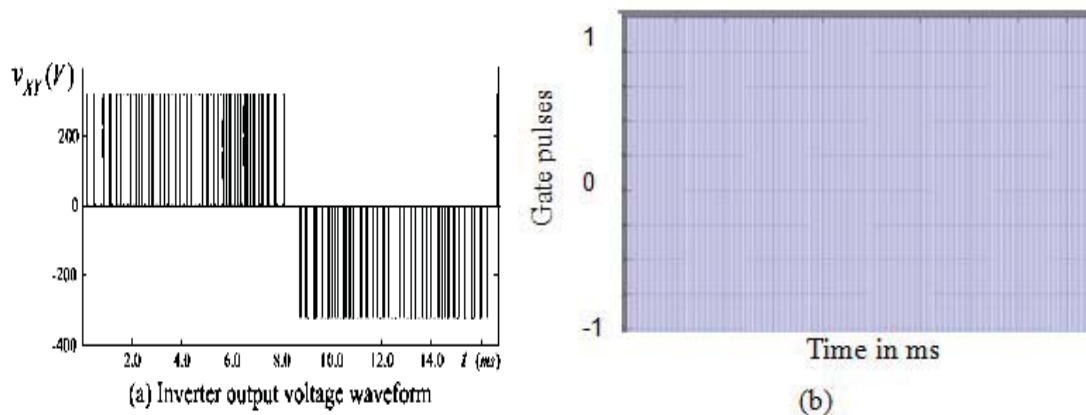 v_XY (V)
200
0
-200
-400
2.0 4.0 6.0 8.0 10.0 12.0 14.0 t (ms)
(a) Inverter output voltage waveform
Gate pulses
1
0
-1
Time in ms
(b)